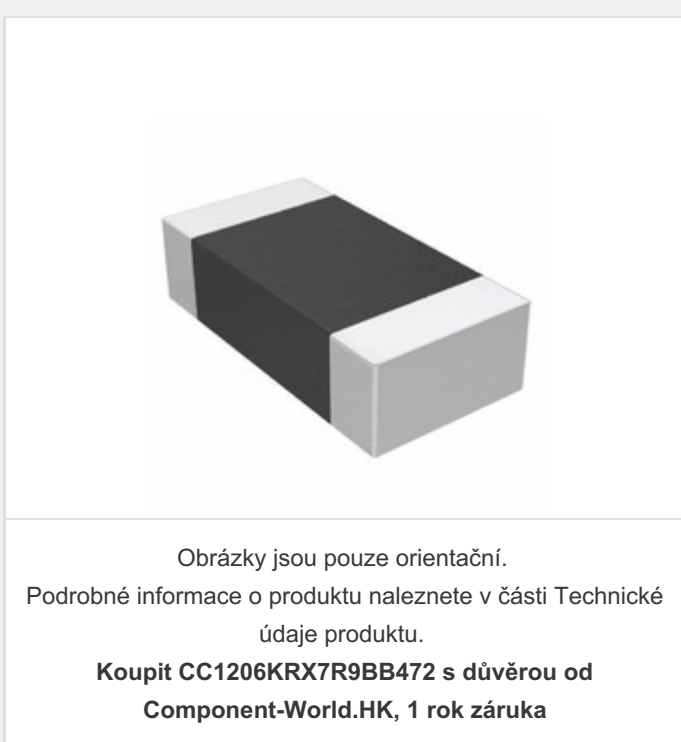 Obrázky jsou pouze orientační.
Podrobné informace o produktu naleznete v části Technické
údaje produktu.
Koupit CC1206KRX7R9BB472 s důvěrou od
Component-World.HK, 1 rok záruka